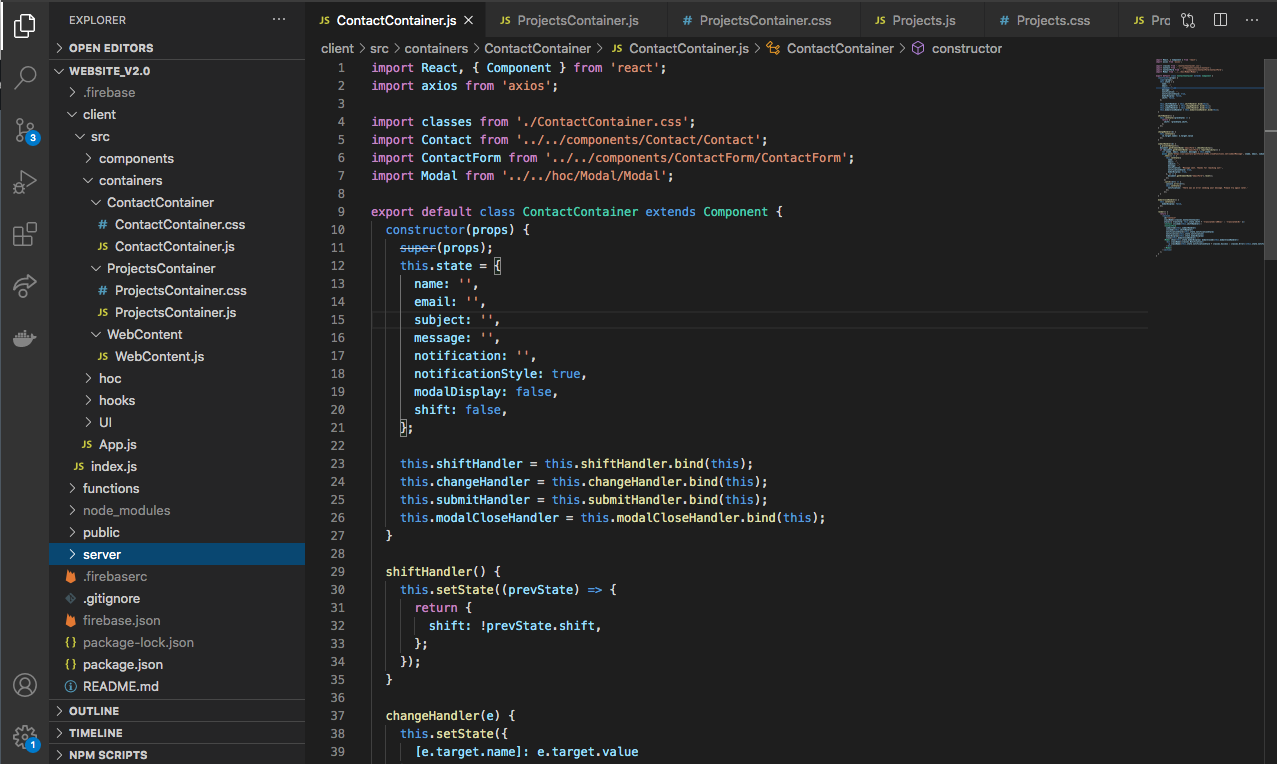 EXPLORER
OPEN EDITORS
WEBSITE_V2.0
.firebase
client
src
components
containers
ContactContainer
# ContactContainer.css
JS ContactContainer.js
ProjectsContainer
# ProjectsContainer.css
JS ProjectsContainer.js
WebContent
JS WebContent.js
hoc
hooks
UI
JS App.js
JS index.js
functions
node_modules
public
server
.firebaserc
.gitignore
firebase.json
{} package-lock.json
{} package.json
README.md
OUTLINE
TIMELINE
NPM SCRIPTS
3
1
JS ContactContainer.js JS ProjectsContainer.js # ProjectsContainer.css JS Projects.js # Projects.css JS Pro
client > src > containers > ContactContainer > JS ContactContainer.js > ContactContainer > constructor
1 import React, { Component } from 'react';
2 import axios from 'axios';
3
4 import classes from './ContactContainer.css';
5 import Contact from '../../components/Contact/Contact';
6 import ContactForm from '../../components/ContactForm/ContactForm';
7 import Modal from '../../hoc/Modal/Modal';
8
9 export default class ContactContainer extends Component {
10 constructor(props) {
11 super(props);
12 this.state = {
13 name: '',
14 email: '',
15 subject: '',
16 message: '',
17 notification: '',
18 notificationStyle: true,
19 modalDisplay: false,
20 shift: false,
21 };
22
23 this.shiftHandler = this.shiftHandler.bind(this);
24 this.changeHandler = this.changeHandler.bind(this);
25 this.submitHandler = this.submitHandler.bind(this);
26 this.modalCloseHandler = this.modalCloseHandler.bind(this);
27 }
28
29 shiftHandler() {
30 this.setState((prevState) => {
31 return {
32 shift: !prevState.shift,
33 };
34 });
35 }
36
37 changeHandler(e) {
38 this.setState({
39 [e.target.name]: e.target.value